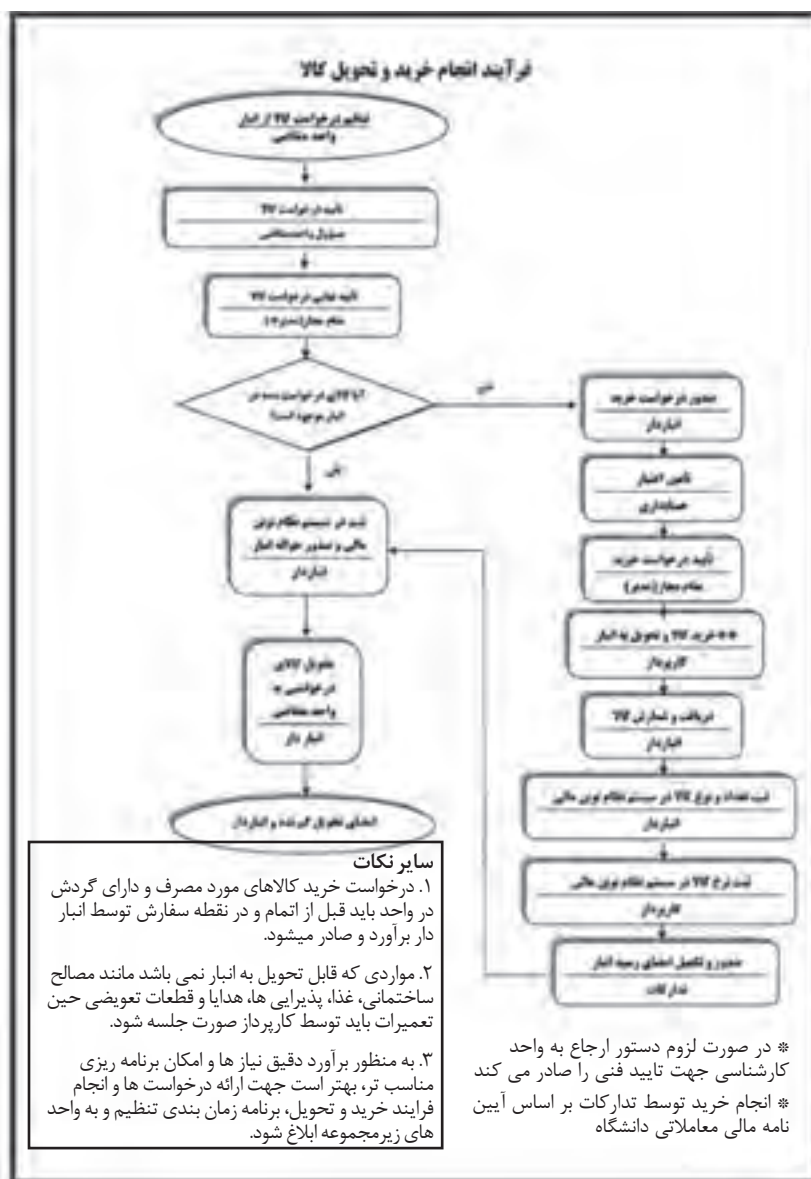 فرآیند انجام خرید و تحویل کالا
تنظیم درخواست کالا از انبار
واحد متقاضی
تأیید درخواست کالا
مسئول واحد متقاضی
تأیید نهایی درخواست کالا
مقام مجاز(مدیر*)
آیا کالای درخواست شده در
انبار موجود است؟
خیر
بلی
ثبت در سیستم نظام نوین
مالی و صدور حواله انبار
انباردار
تحویل کالای
درخواستی به
واحد متقاضی
انبار دار
امضای تحویل گیرنده و انباردار
صدور درخواست خرید
انباردار
تأمین اعتبار
حسابداری
تأیید درخواست خرید
مقام مجاز(مدیر)
** خرید کالا و تحویل به انبار
کارپرداز
دریافت و شمارش کالا
انباردار
ثبت تعداد و نوع کالا در سیستم نظام نوین مالی
انباردار
ثبت نرخ کالا در سیستم نظام نوین مالی
کارپرداز
صدور و تکمیل امضای رسید انبار
تدارکات
* در صورت لزوم دستور ارجاع به واحد
کارشناسی جهت تایید فنی را صادر می کند
* انجام خرید توسط تدارکات بر اساس آیین
نامه مالی معاملاتی دانشگاه
سایر نکات
۱. درخواست خرید کالاهای مورد مصرف و دارای گردش
در واحد باید قبل از اتمام و در نقطه سفارش توسط انبار
دار برآورد و صادر میشود.
۲. مواردی که قابل تحویل به انبار نمی باشد مانند مصالح
ساختمانی، غذا، پذیرایی ها، هدایا و قطعات تعویضی حین
تعمیرات باید توسط کارپرداز صورت جلسه شود.
۳. به منظور برآورد دقیق نیاز ها و امکان برنامه ریزی
مناسب تر، بهتر است جهت ارائه درخواست ها و انجام
فرایند خرید و تحویل، برنامه زمان بندی تنظیم و به واحد
های زیرمجموعه ابلاغ شود.